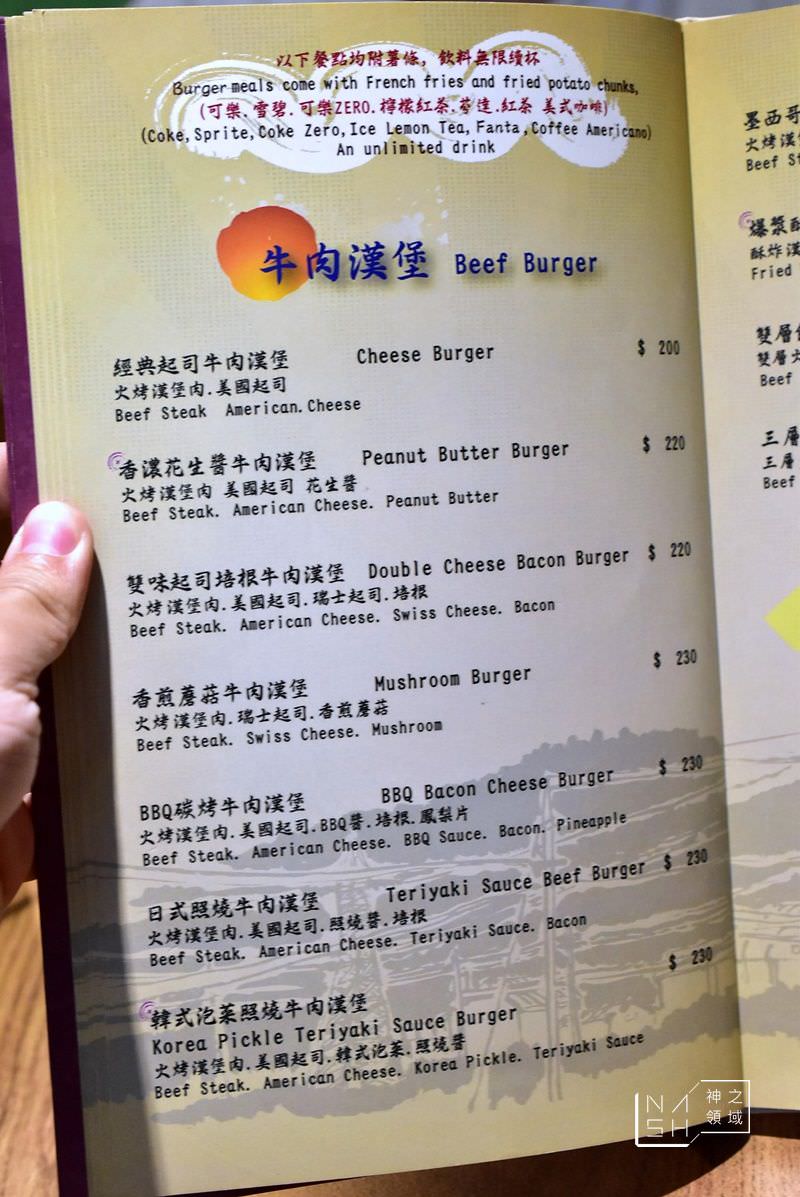 以下餐點均附薯條，飲料無限續杯
Burger meals come with French fries and fried potato chunks,
(可樂.雪碧.可樂ZERO.檸檬紅茶.芬達.紅茶 美式咖啡)
(Coke,Sprite,Coke Zero,Ice Lemon Tea,Fanta,Coffee Americano)
An unlimited drink
牛肉漢堡 Beef Burger
經典起司牛肉漢堡 Cheese Burger $ 200
火烤漢堡肉.美國起司
Beef Steak American.Cheese
香濃花生醬牛肉漢堡 Peanut Butter Burger $ 220
火烤漢堡肉 美國起司 花生醬
Beef Steak. American Cheese. Peanut Butter
雙味起司培根牛肉漢堡 Double Cheese Bacon Burger $ 220
火烤漢堡肉.美國起司.瑞士起司.培根
Beef Steak. American Cheese. Swiss Cheese. Bacon
香煎蘑菇牛肉漢堡 Mushroom Burger $ 230
火烤漢堡肉.瑞士起司.香煎蘑菇
Beef Steak. Swiss Cheese. Mushroom
BBQ碳烤牛肉漢堡 BBQ Bacon Cheese Burger $ 230
火烤漢堡肉.美國起司.BBQ醬.培根.鳳梨片
Beef Steak. American Cheese. BBQ Sauce. Bacon. Pineapple
日式照燒牛肉漢堡 Teriyaki Sauce Beef Burger $ 230
火烤漢堡肉.美國起司.照燒醬.培根
Beef Steak. American Cheese. Teriyaki Sauce. Bacon
韓式泡菜照燒牛肉漢堡 $ 230
Korea Pickle Teriyaki Sauce Burger
火烤漢堡肉.美國起司.韓式泡菜.照燒醬
Beef Steak. American Cheese. Korea Pickle. Teriyaki Sauce
墨西哥
火烤漢
Beef
爆漿
酥炸漢
Fried
雙層
雙層
Beef
三層
三層
Beef
NASH 神之領域